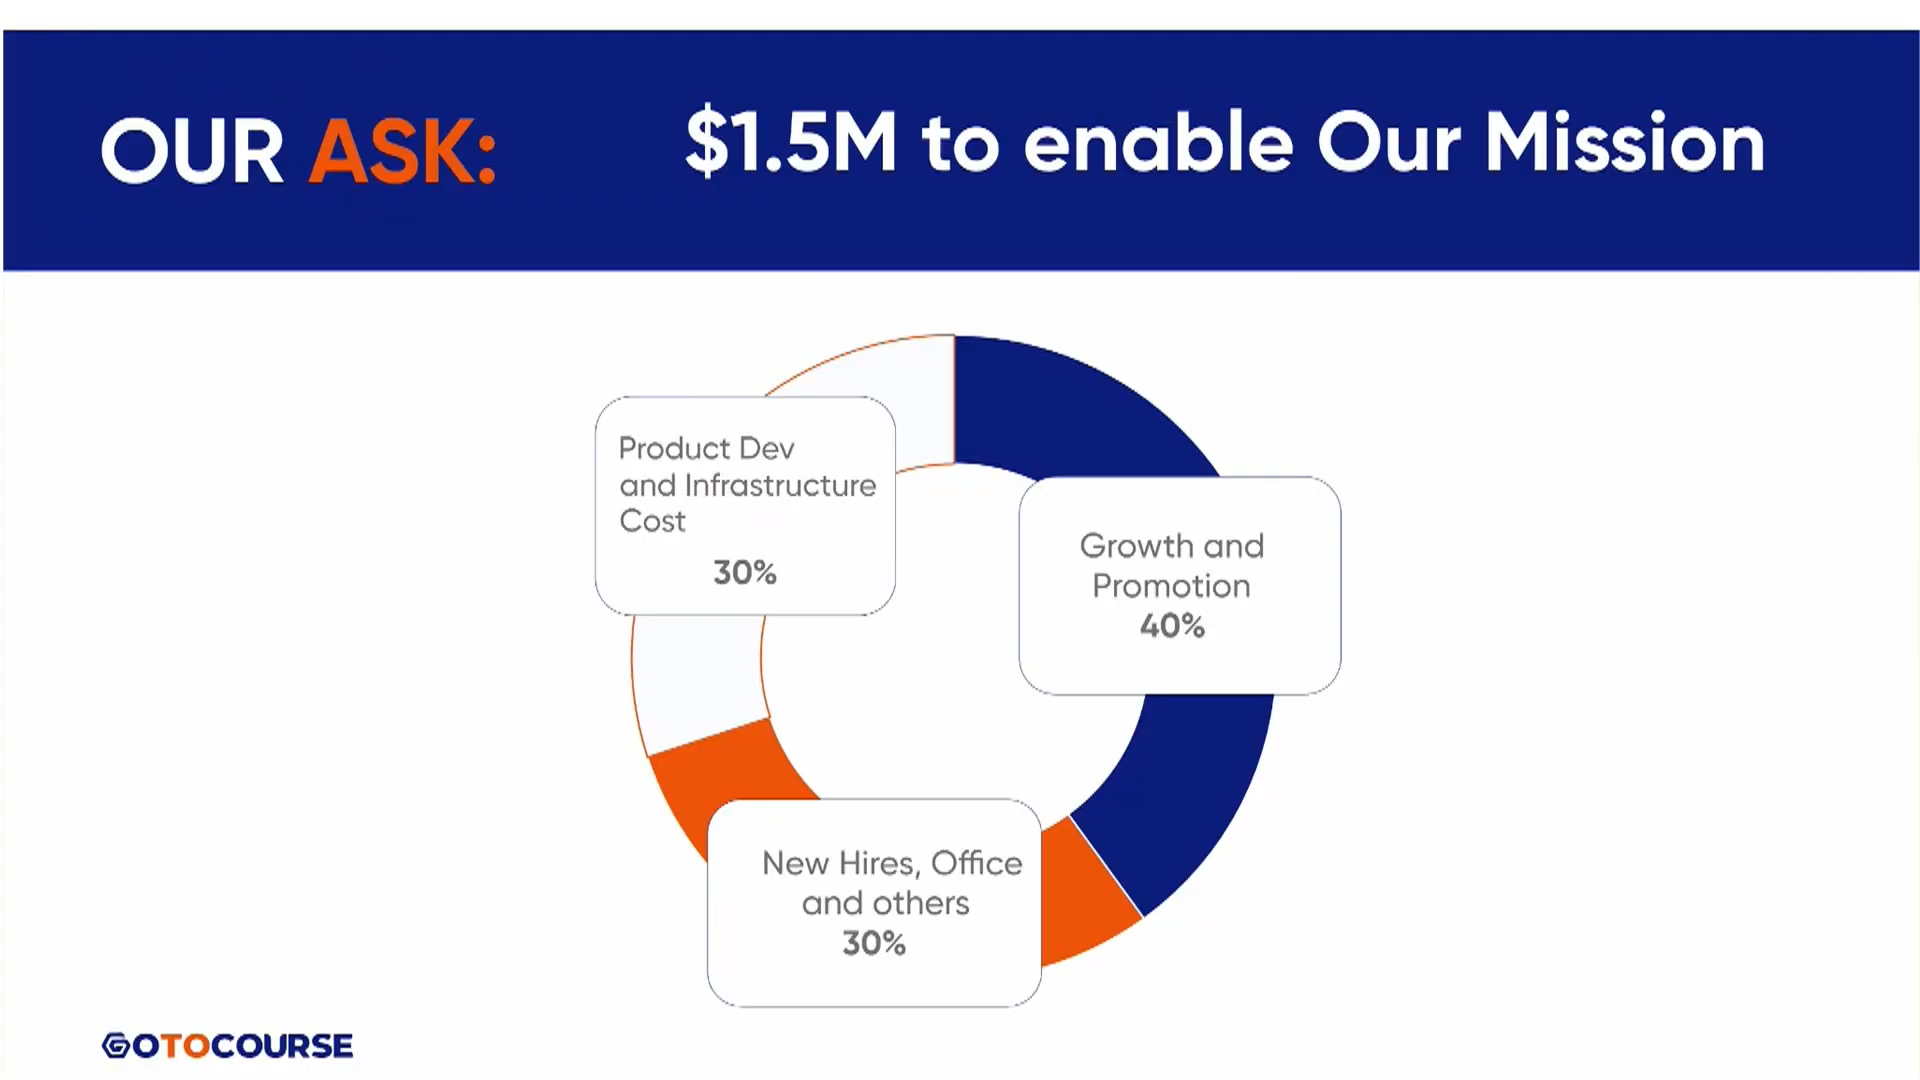 OUR ASK:
$1.5M to enable Our Mission
Product Dev
and Infrastructure
Cost
30%
Growth and
Promotion
40%
New Hires, Office
and others
30%
GOTOCOURSE